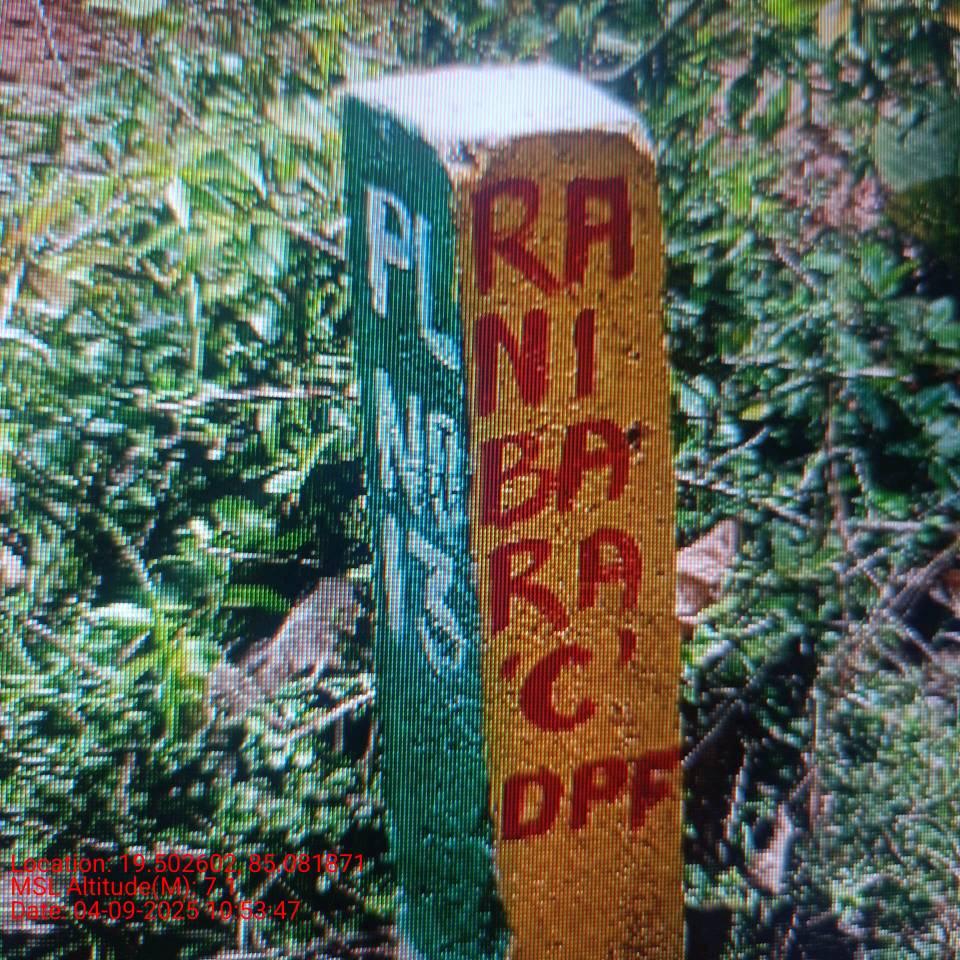 PL
NO
13
RA
NI
BA
RA
'C'
DPF
Location: 19.502602, 85.081871
MSL Altitude(M). 7.1
Date: 04-09-2025 10:53:47